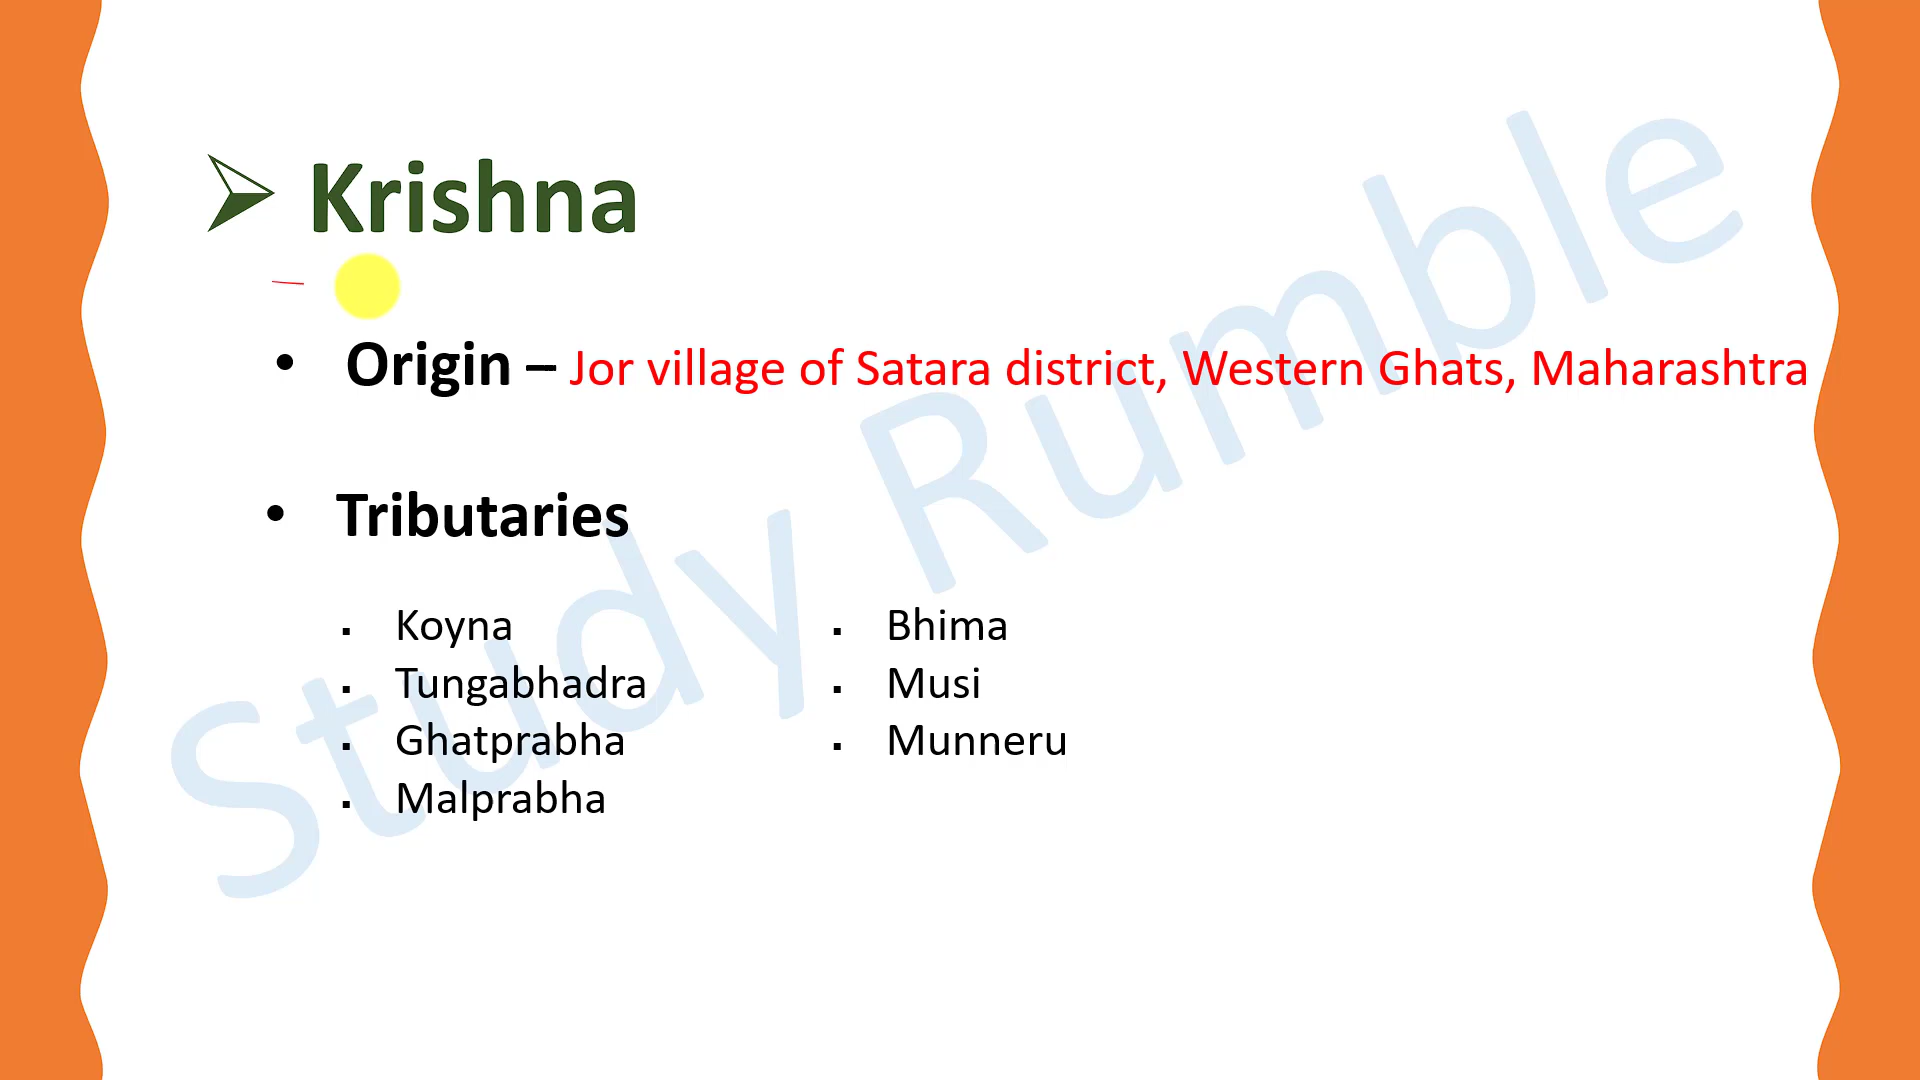 Krishna
Origin – Jor village of Satara district, Western Ghats, Maharashtra
Tributaries
Koyna
Tungabhadra
Ghatprabha
Malprabha
Bhima
Musi
Munneru
Study Rumble